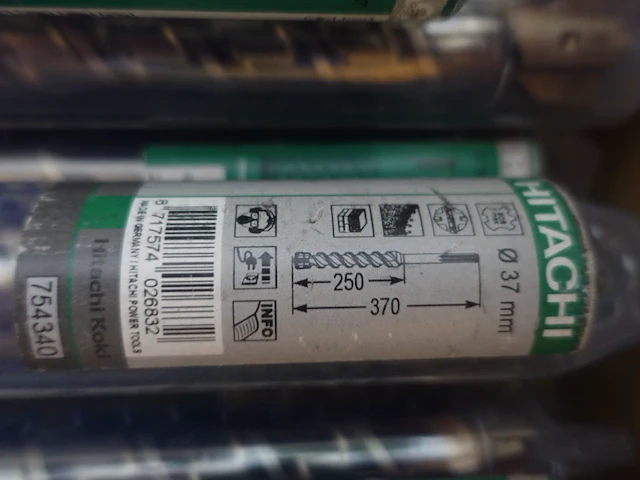 HITACHI
Ø 37 mm
250
370
INFO
8 717574 026832
MADE IN GERMANY / HITACHI POWER TOOLS
Hitachi Koki
754340